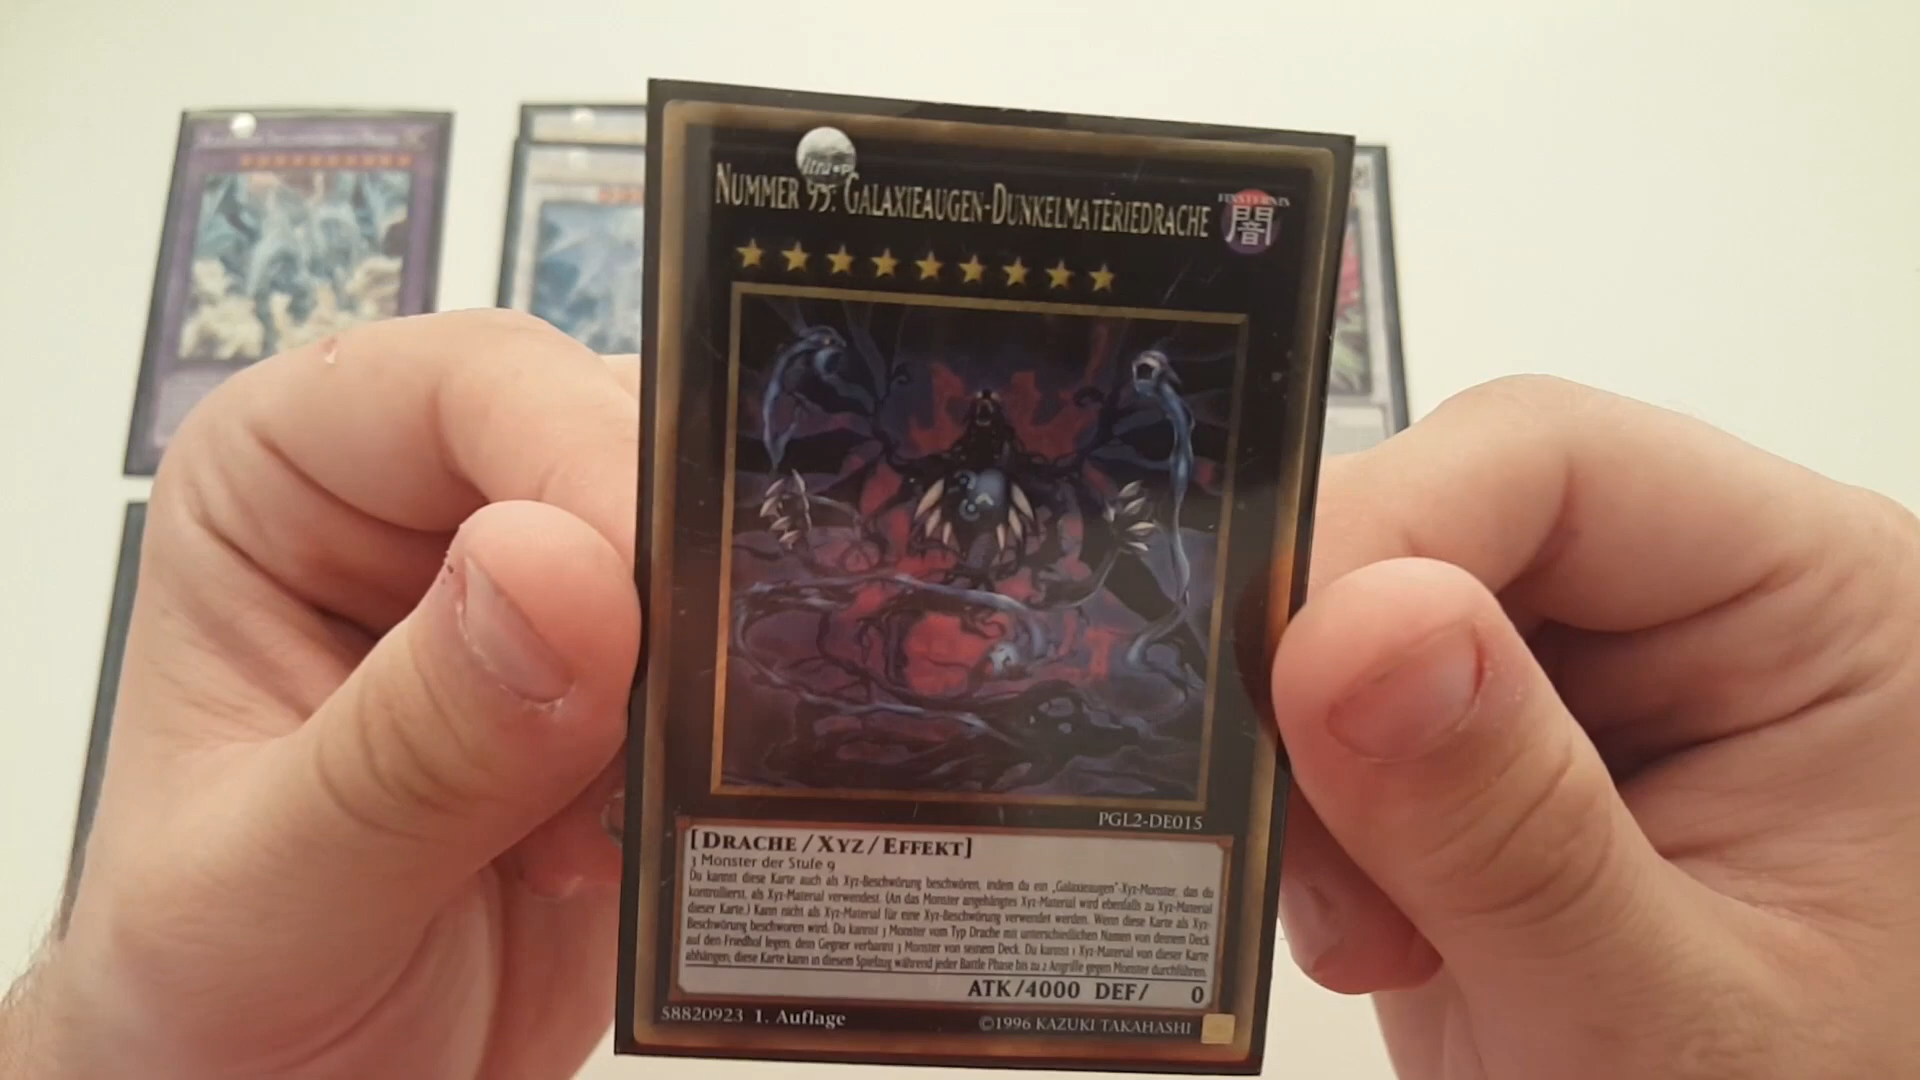 NUMMER 95: GALAXIEAUGEN-DUNKELMATERIEDRACHE
FINSTERNIS
闇
PGL2-DE015
[DRACHE/XYZ/EFFEKT]
3 Monster der Stufe 9
Du kannst diese Karte auch als Xyz-Beschwörung beschwören, indem du ein „Galaxieaugen"-Xyz-Monster, das du
kontrollierst, als Xyz-Material verwendest. (An das Monster angehängtes Xyz-Material wird ebenfalls zu Xyz-Material
dieser Karte.) Kann nicht als Xyz-Material für eine Xyz-Beschwörung verwendet werden. Wenn diese Karte als Xyz-
Beschwörung beschworen wird: Du kannst 3 Monster vom Typ Drache mit unterschiedlichen Namen von deinem Deck
auf den Friedhof legen; dein Gegner verbannt 3 Monster von seinem Deck. Du kannst 1 Xyz-Material von dieser Karte
abhängen; diese Karte kann in diesem Spielzug während jeder Battle Phase bis zu 2 Angriffe gegen Monster durchführen.
ATK/4000 DEF/ 0
58820923 1. Auflage
©1996 KAZUKI TAKAHASHI